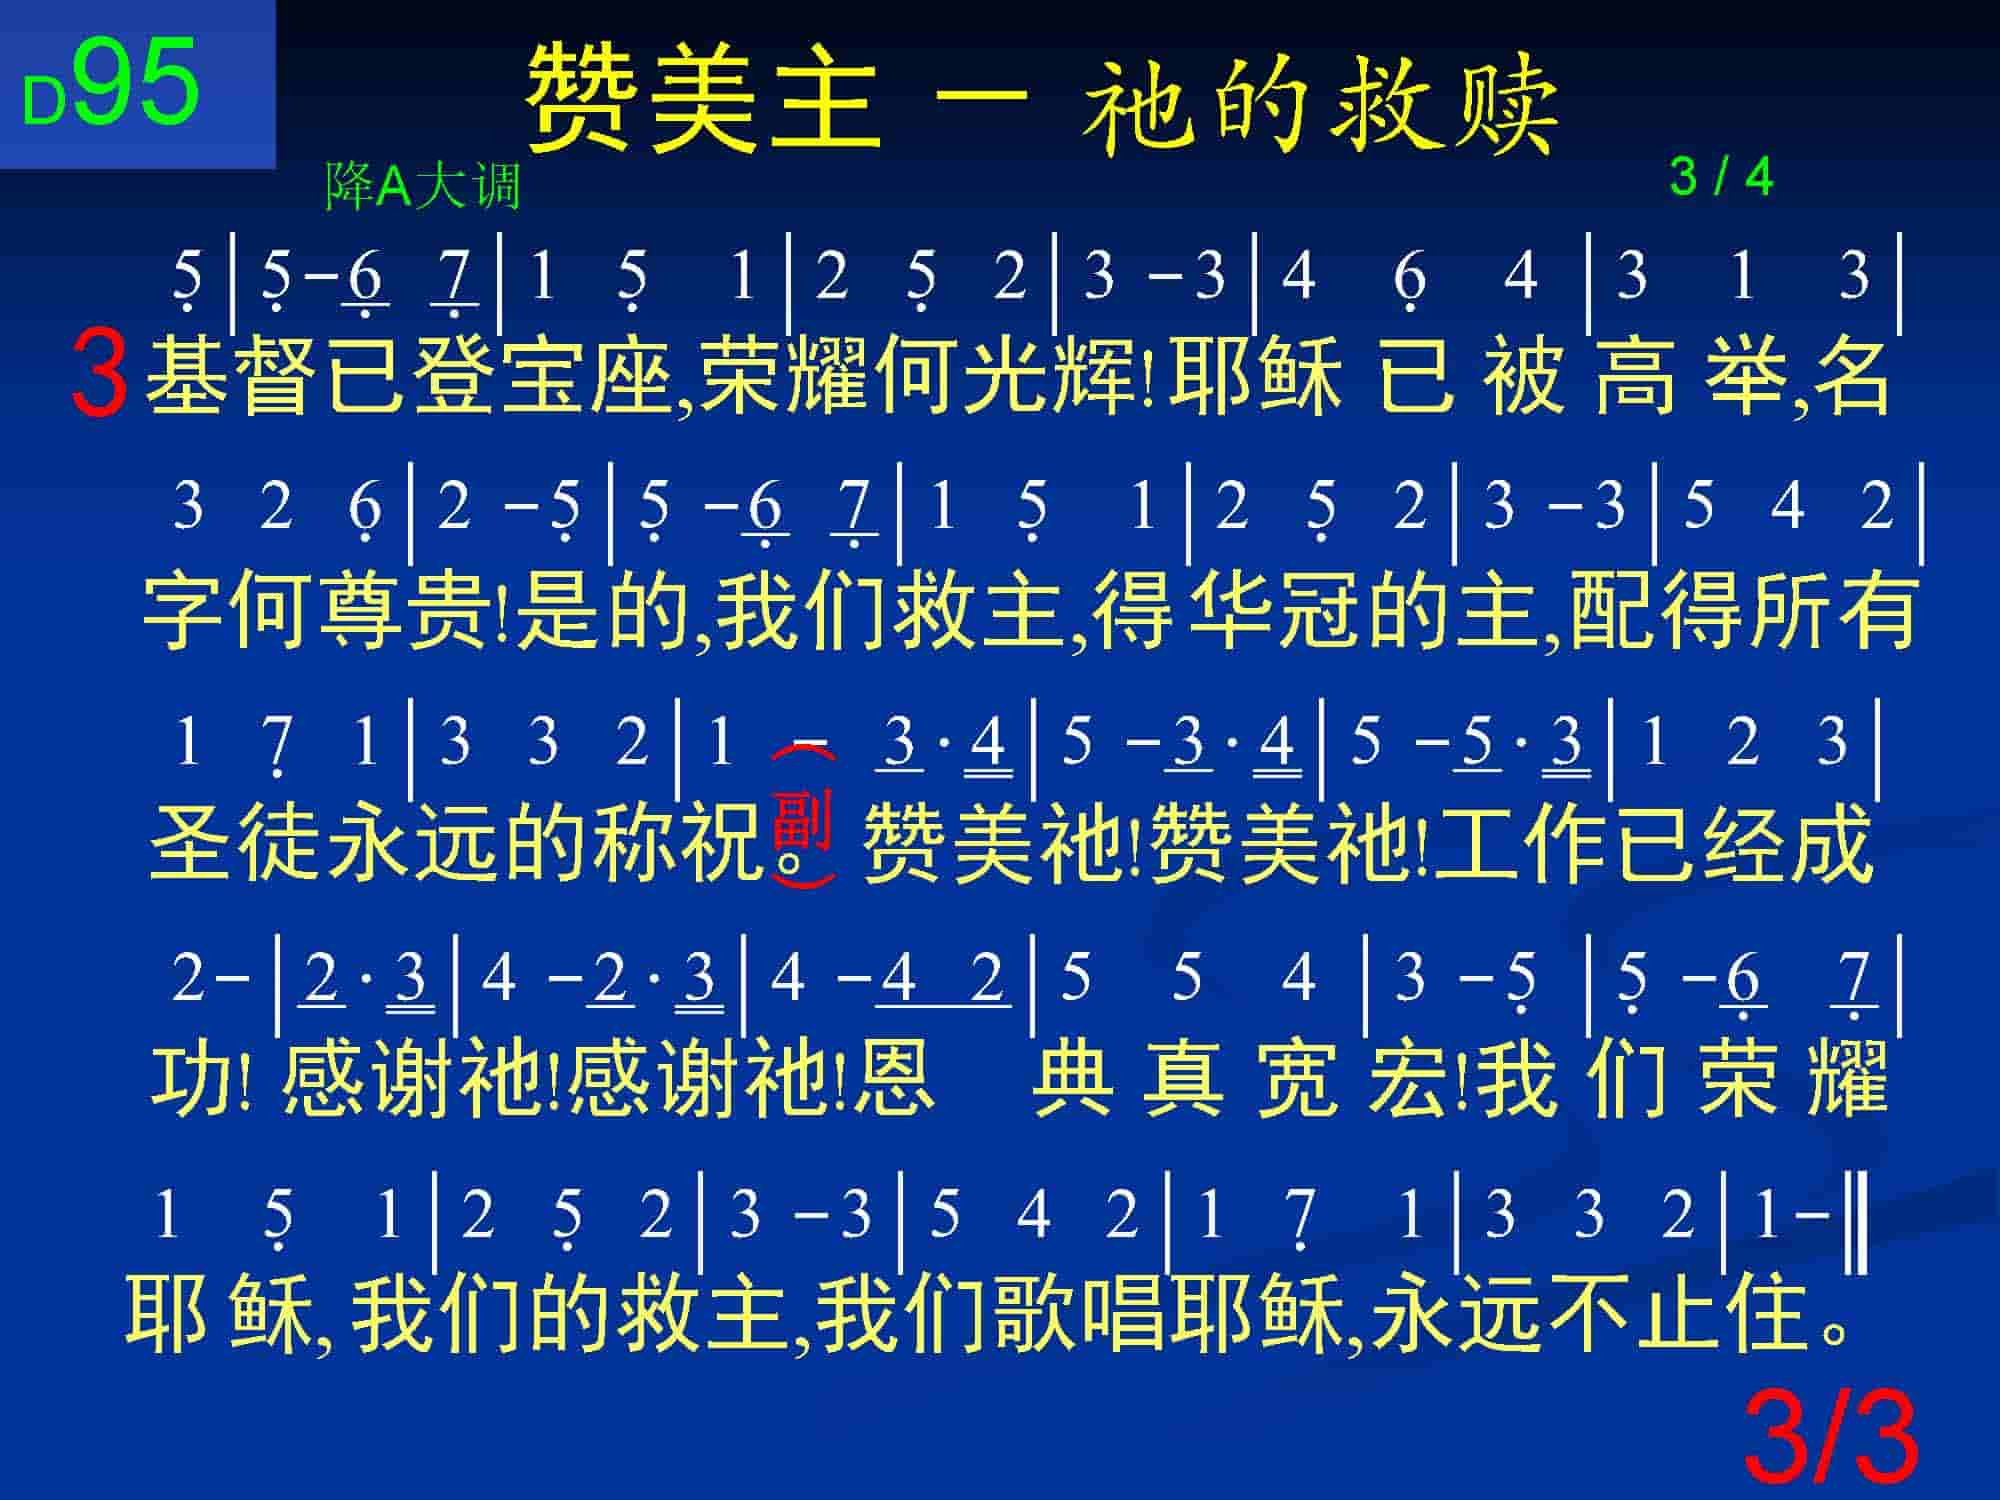 D95
赞美主 — 祂的救赎
降A大调 3 / 4
5̣ | 5̣ – 6̣ 7̣ | 1 5̣ 1 | 2 5̣ 2 | 3 – 3 | 4 6̣ 4 | 3 1 3 |
3 基督已登宝座,荣耀何光辉!耶稣已被高举,名
3 2 6̣ | 2 – 5̣ | 5̣ – 6̣ 7̣ | 1 5̣ 1 | 2 5̣ 2 | 3 – 3 | 5 4 2 |
字何尊贵!是的,我们救主,得华冠的主,配得所有
1 7̣ 1 | 3 3 2 | 1 – 3 · 4 | 5 – 3 · 4 | 5 – 5 · 3 | 1 2 3 |
圣徒永远的称祝。(副)赞美祂!赞美祂!工作已经成
2 – | 2 · 3 | 4 – 2 · 3 | 4 – 4 2 | 5 5 4 | 3 – 5̣ | 5̣ – 6̣ 7̣ |
功!感谢祂!感谢祂!恩 典真宽宏!我们荣耀
1 5̣ 1 | 2 5̣ 2 | 3 – 3 | 5 4 2 | 1 7̣ 1 | 3 3 2 | 1 – ‖
耶稣,我们的救主,我们歌唱耶稣,永远不止住。
3/3